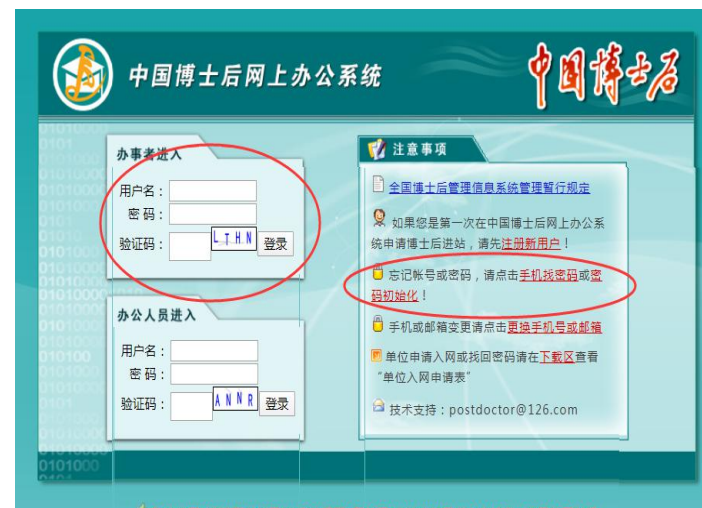 中国博士后网上办公系统
中国博士后
办事者进入
用户名：
密 码：
验证码：
L T H N
登录
办公人员进入
用户名：
密 码：
验证码：
A N N R
登录
注意事项
全国博士后管理信息系统管理暂行规定
如果您是第一次在中国博士后网上办公系
统申请博士后进站，请先注册新用户！
忘记帐号或密码，请点击手机找密码或密
码初始化！
手机或邮箱变更请点击更换手机号或邮箱
单位申请入网或找回密码请在下载区查看
“单位入网申请表”
技术支持：postdoctor@126.com